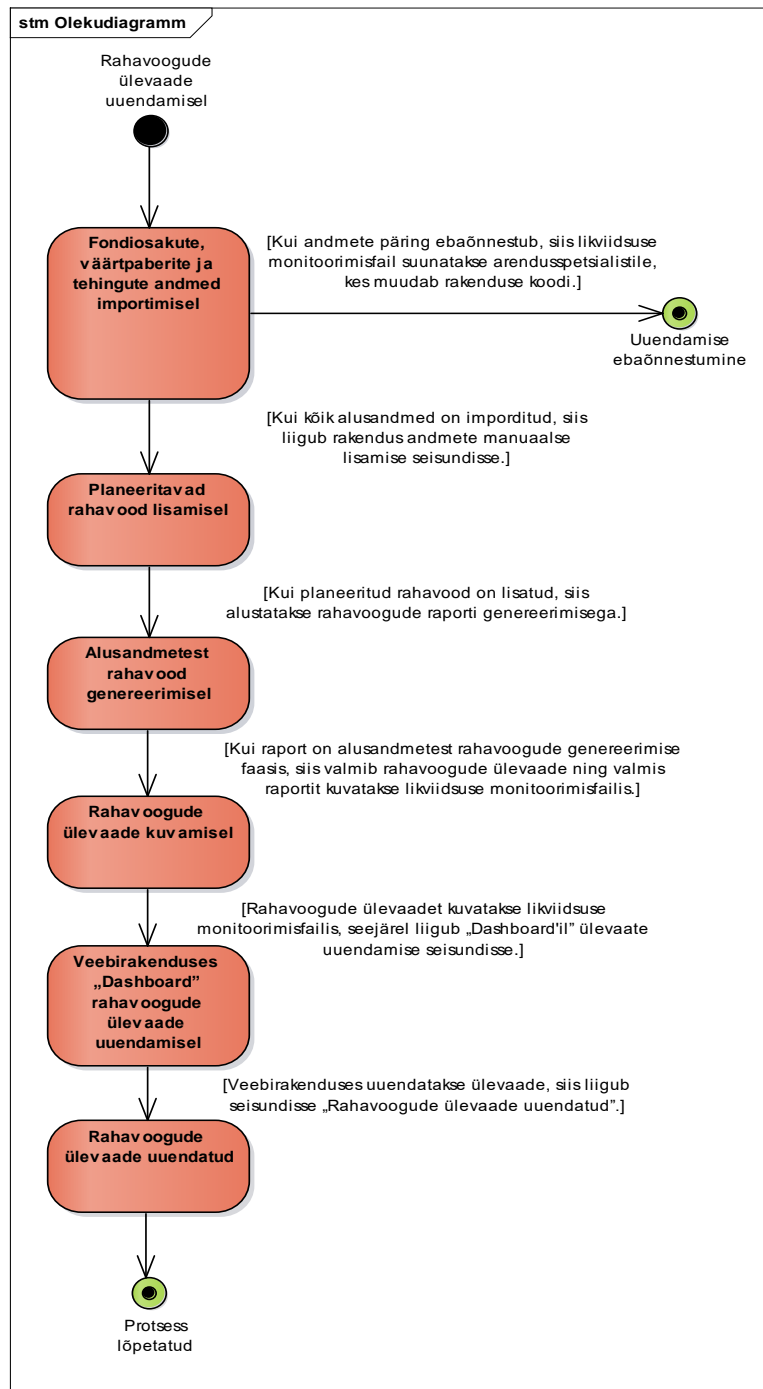 stm Olekudiagramm
Rahavoogude
ülevaade
uuendamisel
Fondiosakute,
väärtpaberite ja
tehingute andmed
importimisel
[Kui andmete päring ebaõnnestub, siis likviidsuse
monitoorimisfail suunatakse arendusspetsialistile,
kes muudab rakenduse koodi.]
Uuendamise
ebaõnnestumine
[Kui kõik alusandmed on imporditud, siis
liigub rakendus andmete manuaalse
lisamise seisundisse.]
Planeeritavad
rahavood lisamisel
[Kui planeeritud rahavood on lisatud, siis
alustatakse rahavoogude raporti genereerimisega.]
Alusandmetest
rahavood
genereerimisel
[Kui raport on alusandmetest rahavoogude genereerimise
faasis, siis valmib rahavoogude ülevaade ning valmis
raportit kuvatakse likviidsuse monitoorimisfailis.]
Rahavoogude
ülevaade kuvamisel
[Rahavoogude ülevaadet kuvatakse likviidsuse
monitoorimisfailis, seejärel liigub „Dashboard'il” ülevaate
uuendamise seisundisse.]
Veebirakenduses
„Dashboard”
rahavoogude
ülevaade
uuendamisel
[Veebirakenduses uuendatakse ülevaade, siis liigub
seisundisse „Rahavoogude ülevaade uuendatud”.]
Rahavoogude
ülevaade uuendatud
Protsess
lõpetatud